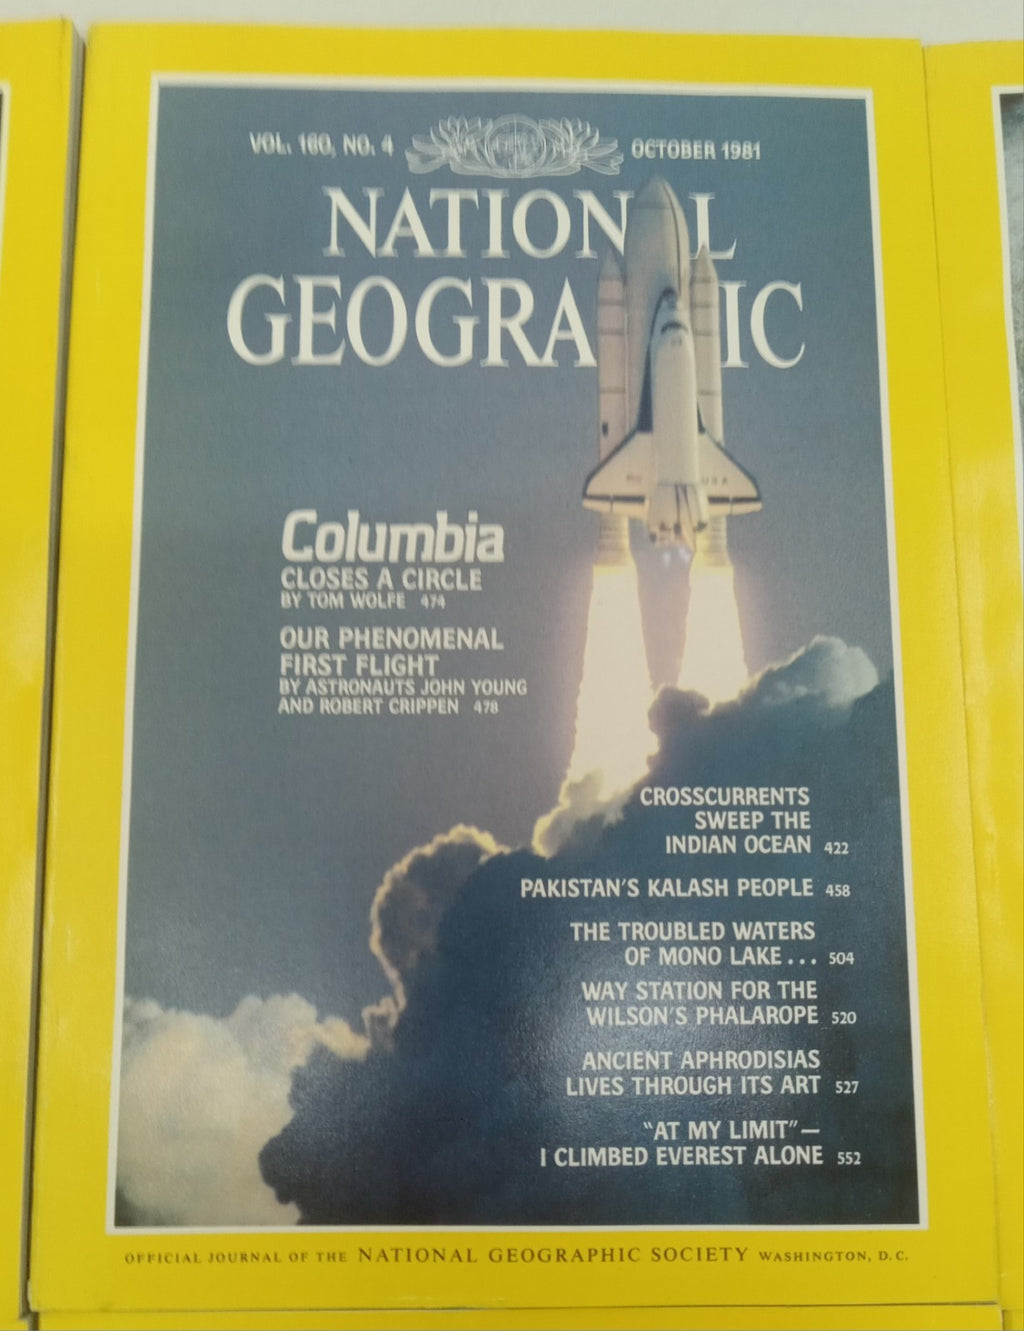 VOL. 160, NO. 4 OCTOBER 1981
NATIONAL
GEOGRAPHIC
Columbia
CLOSES A CIRCLE
BY TOM WOLFE 474
OUR PHENOMENAL
FIRST FLIGHT
BY ASTRONAUTS JOHN YOUNG
AND ROBERT CRIPPEN 478
CROSSCURRENTS
SWEEP THE
INDIAN OCEAN 422
PAKISTAN'S KALASH PEOPLE 458
THE TROUBLED WATERS
OF MONO LAKE... 504
WAY STATION FOR THE
WILSON'S PHALAROPE 520
ANCIENT APHRODISIAS
LIVES THROUGH ITS ART 527
"AT MY LIMIT"—
I CLIMBED EVEREST ALONE 552
OFFICIAL JOURNAL OF THE NATIONAL GEOGRAPHIC SOCIETY WASHINGTON, D.C.
USA